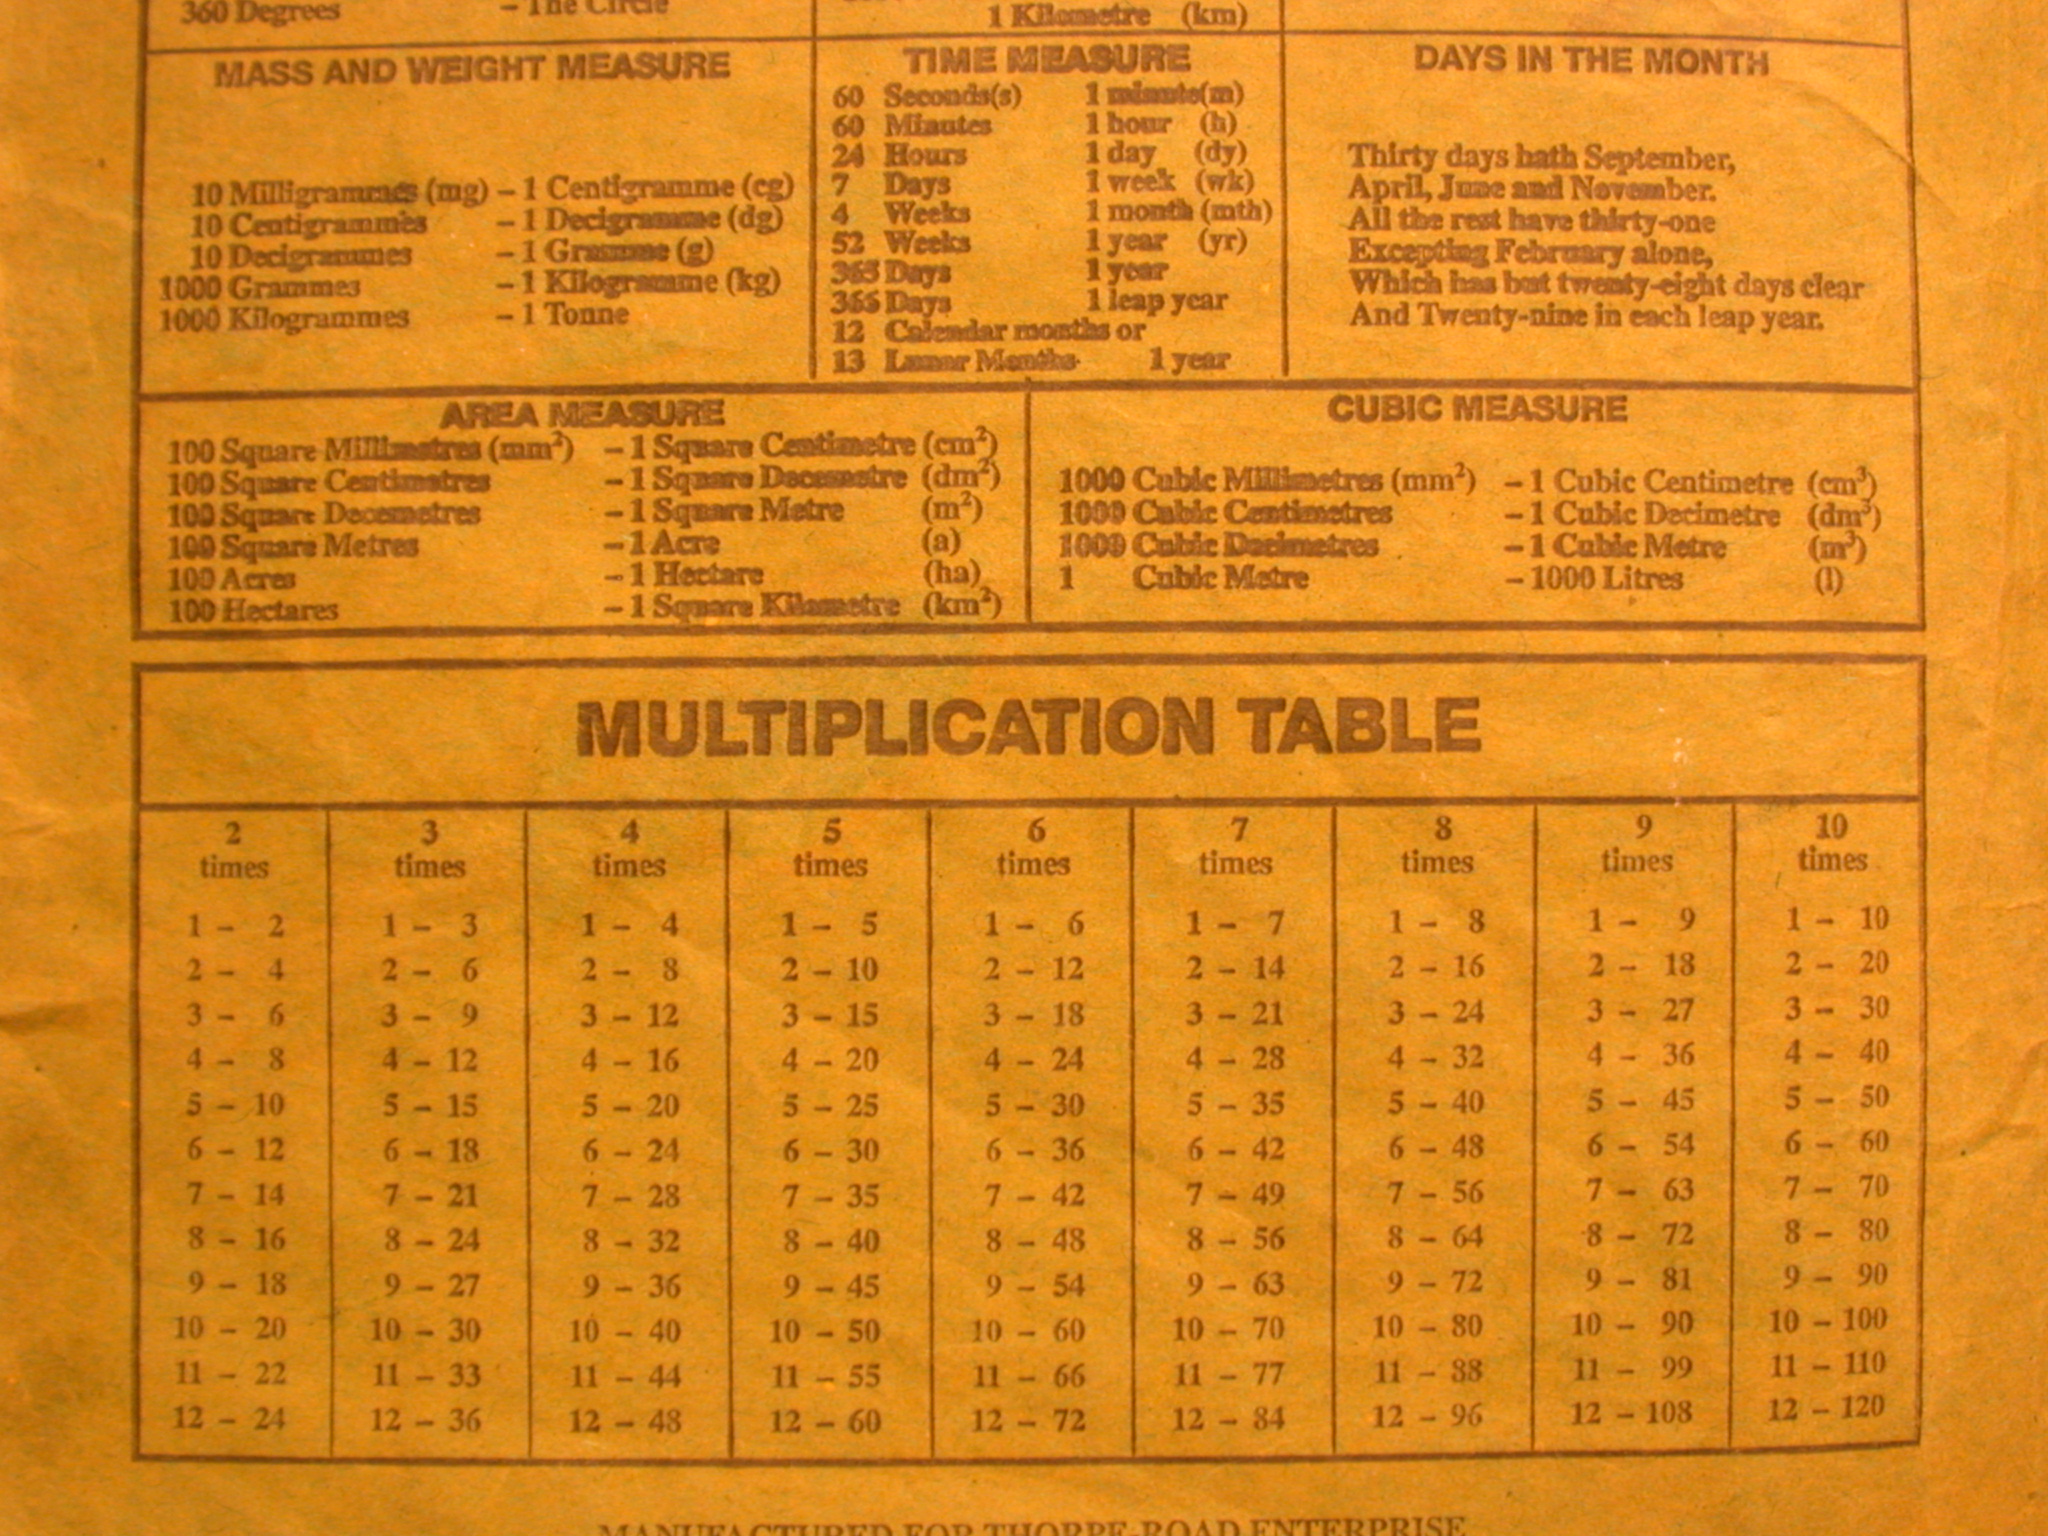 360 Degrees – The Circle
1 Kilometre (km)
MASS AND WEIGHT MEASURE
10 Milligrammes (mg) – 1 Centigramme (cg)
10 Centigrammes – 1 Decigramme (dg)
10 Decigrammes – 1 Gramme (g)
1000 Grammes – 1 Kilogramme (kg)
1000 Kilogrammes – 1 Tonne
TIME MEASURE
60 Seconds(s) 1 minute(m)
60 Minutes 1 hour (h)
24 Hours 1 day (dy)
7 Days 1 week (wk)
4 Weeks 1 month (mth)
52 Weeks 1 year (yr)
365 Days 1 year
366 Days 1 leap year
12 Calendar months or
13 Lunar Months 1 year
DAYS IN THE MONTH
Thirty days hath September,
April, June and November.
All the rest have thirty-one
Excepting February alone,
Which has but twenty-eight days clear
And Twenty-nine in each leap year.
AREA MEASURE
100 Square Millimetres (mm²) – 1 Square Centimetre (cm²)
100 Square Centimetres – 1 Square Decemetre (dm²)
100 Square Decemetres – 1 Square Metre (m²)
100 Square Metres – 1 Acre (a)
100 Acres – 1 Hectare (ha)
100 Hectares – 1 Square Kilometre (km²)
CUBIC MEASURE
1000 Cubic Millimetres (mm²) – 1 Cubic Centimetre (cm³)
1000 Cubic Centimetres – 1 Cubic Decimetre (dm³)
1000 Cubic Decimetres – 1 Cubic Metre (m³)
1 Cubic Metre – 1000 Litres (l)
MULTIPLICATION TABLE
2 3 4 5 6 7 8 9 10
times times times times times times times times times
1 – 2 1 – 3 1 – 4 1 – 5 1 – 6 1 – 7 1 – 8 1 – 9 1 – 10
2 – 4 2 – 6 2 – 8 2 – 10 2 – 12 2 – 14 2 – 16 2 – 18 2 – 20
3 – 6 3 – 9 3 – 12 3 – 15 3 – 18 3 – 21 3 – 24 3 – 27 3 – 30
4 – 8 4 – 12 4 – 16 4 – 20 4 – 24 4 – 28 4 – 32 4 – 36 4 – 40
5 – 10 5 – 15 5 – 20 5 – 25 5 – 30 5 – 35 5 – 40 5 – 45 5 – 50
6 – 12 6 – 18 6 – 24 6 – 30 6 – 36 6 – 42 6 – 48 6 – 54 6 – 60
7 – 14 7 – 21 7 – 28 7 – 35 7 – 42 7 – 49 7 – 56 7 – 63 7 – 70
8 – 16 8 – 24 8 – 32 8 – 40 8 – 48 8 – 56 8 – 64 8 – 72 8 – 80
9 – 18 9 – 27 9 – 36 9 – 45 9 – 54 9 – 63 9 – 72 9 – 81 9 – 90
10 – 20 10 – 30 10 – 40 10 – 50 10 – 60 10 – 70 10 – 80 10 – 90 10 – 100
11 – 22 11 – 33 11 – 44 11 – 55 11 – 66 11 – 77 11 – 88 11 – 99 11 – 110
12 – 24 12 – 36 12 – 48 12 – 60 12 – 72 12 – 84 12 – 96 12 – 108 12 – 120
MANUFACTURED FOR THORPE-ROAD ENTERPRISE